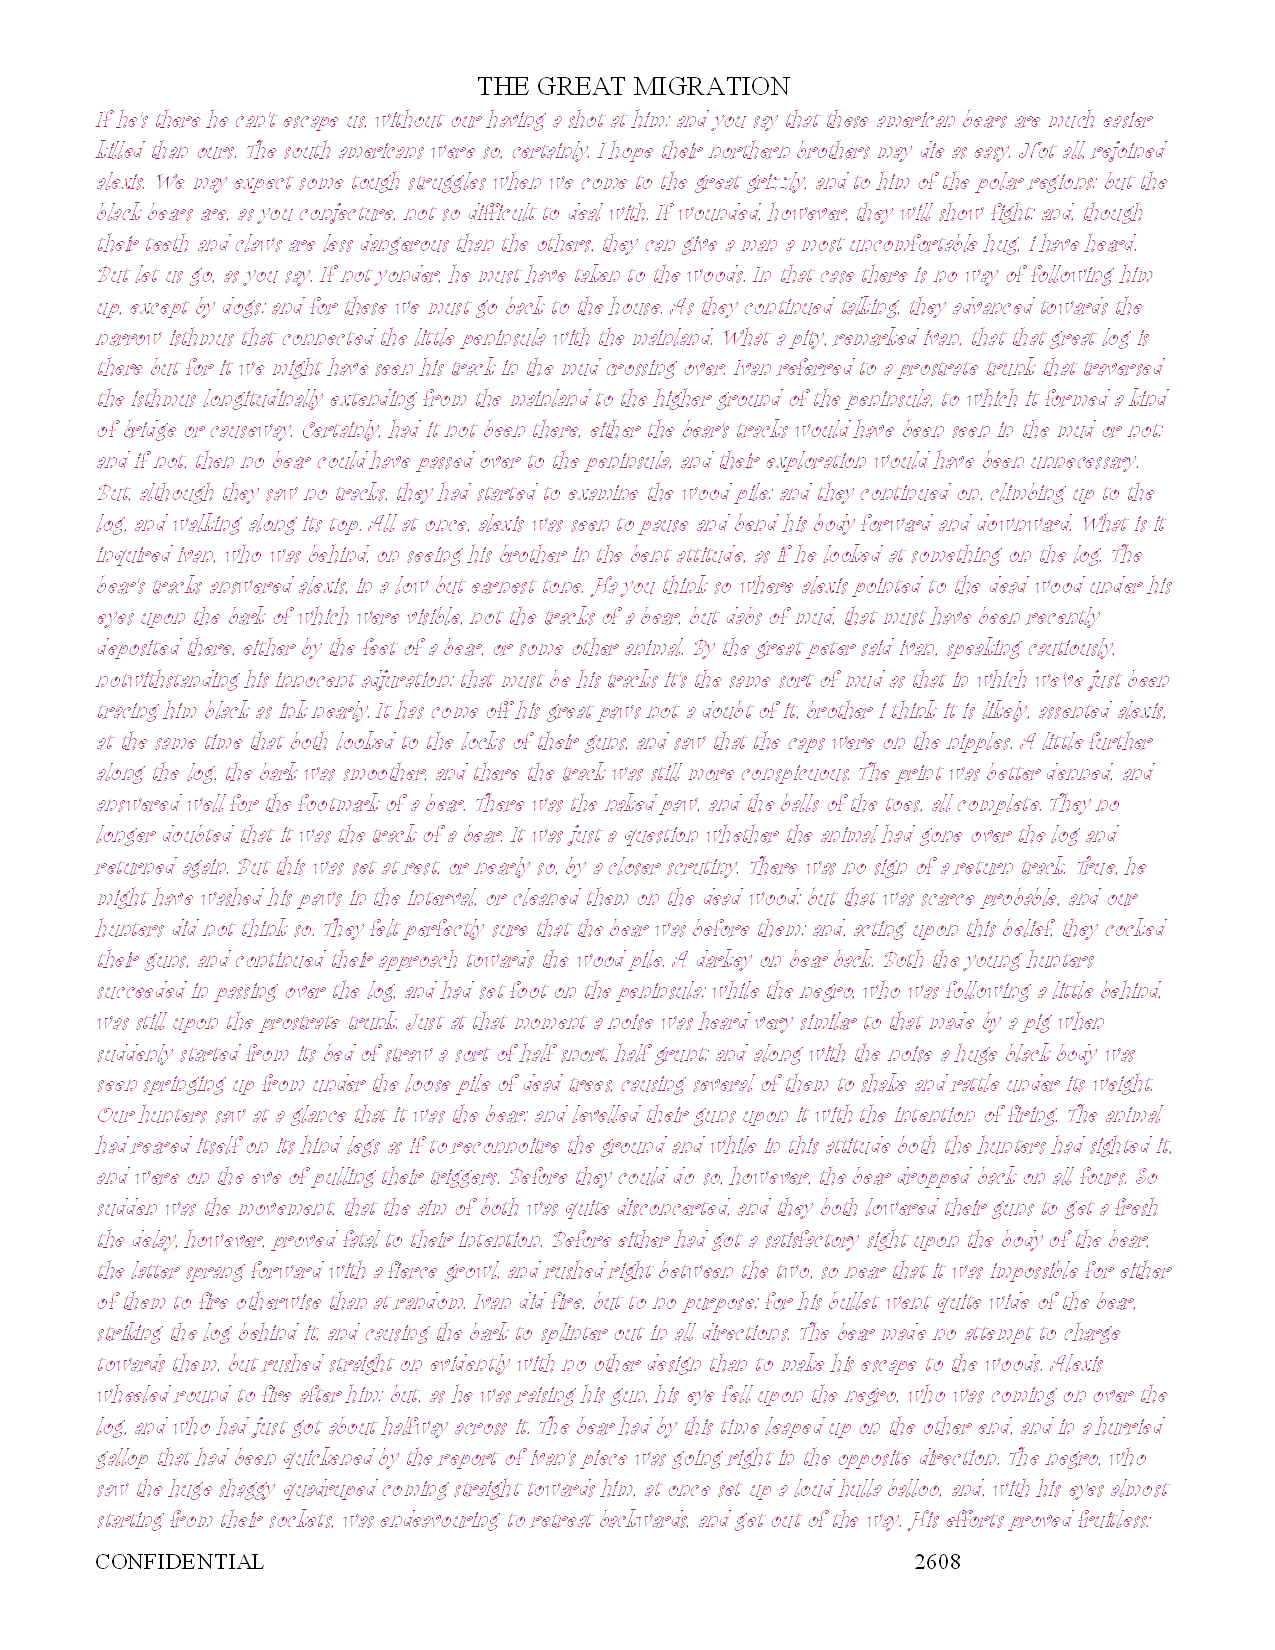 THE GREAT MIGRATION
If he's there he can't escape us, without our having a shot at him: and you say that these american bears are much easier
killed than ours. The south americans were so, certainly. I hope their northern brothers may die as easy. Not all, rejoined
alexis. We may expect some tough struggles when we come to the great grizzly, and to him of the polar regions: but the
black bears are, as you conjecture, not so difficult to deal with. If wounded, however, they will show fight: and, though
their teeth and claws are less dangerous than the others, they can give a man a most uncomfortable hug, I have heard.
But let us go, as you say. If not yonder, he must have taken to the woods. In that case there is no way of following him
up, except by dogs: and for these we must go back to the house. As they continued talking, they advanced towards the
narrow isthmus that connected the little peninsula with the mainland. What a pity, remarked ivan, that that great log is
there but for it we might have seen his track in the mud crossing over. Ivan referred to a prostrate trunk that traversed
the isthmus longitudinally extending from the mainland to the higher ground of the peninsula, to which it formed a kind
of bridge or causeway. Certainly, had it not been there, either the bear's tracks would have been seen in the mud or not:
and if not, then no bear could have passed over to the peninsula, and their exploration would have been unnecessary.
But, although they saw no tracks, they had started to examine the wood pile: and they continued on, climbing up to the
log, and walking along its top. All at once, alexis was seen to pause and bend his body forward and downward. What is it
inquired ivan, who was behind, on seeing his brother in the bent attitude, as if he looked at something on the log. The
bear's tracks answered alexis, in a low but earnest tone. Ha you think so where alexis pointed to the dead wood under his
eyes upon the bark of which were visible, not the tracks of a bear, but dabs of mud, that must have been recently
deposited there, either by the feet of a bear, or some other animal. By the great peter said ivan, speaking cautiously,
notwithstanding his innocent adjuration: that must be his tracks it's the same sort of mud as that in which we've just been
tracing him black as ink nearly. It has come off his great paws not a doubt of it, brother i think it is likely, assented alexis,
at the same time that both looked to the locks of their guns, and saw that the caps were on the nipples. A little further
along the log, the bark was smoother, and there the track was still more conspicuous. The print was better denned, and
answered well for the footmark of a bear. There was the naked paw, and the balls of the toes, all complete. They no
longer doubted that it was the track of a bear. It was just a question whether the animal had gone over the log and
returned again. But this was set at rest, or nearly so, by a closer scrutiny. There was no sign of a return track. True, he
might have washed his paws in the interval, or cleaned them on the dead wood: but that was scarce probable, and our
hunters did not think so. They felt perfectly sure that the bear was before them: and, acting upon this belief, they cocked
their guns, and continued their approach towards the wood pile. A darkey on bear back. Both the young hunters
succeeded in passing over the log, and had set foot on the peninsula: while the negro, who was following a little behind,
was still upon the prostrate trunk. Just at that moment a noise was heard very similar to that made by a pig when
suddenly started from its bed of straw a sort of half snort, half grunt: and along with the noise a huge black body was
seen springing up from under the loose pile of dead trees, causing several of them to shake and rattle under its weight.
Our hunters saw at a glance that it was the bear: and levelled their guns upon it with the intention of firing. The animal
had reared itself on its hind legs as if to reconnoitre the ground and while in this attitude both the hunters had sighted it,
and were on the eve of pulling their triggers. Before they could do so, however, the bear dropped back on all fours. So
sudden was the movement, that the aim of both was quite disconcerted, and they both lowered their guns to get a fresh
the delay, however, proved fatal to their intention. Before either had got a satisfactory sight upon the body of the bear,
the latter sprang forward with a fierce growl, and rushed right between the two, so near that it was impossible for either
of them to fire otherwise than at random. Ivan did fire, but to no purpose: for his bullet went quite wide of the bear,
striking the log behind it, and causing the bark to splinter out in all directions. The bear made no attempt to charge
towards them, but rushed straight on evidently with no other design than to make his escape to the woods. Alexis
wheeled round to fire after him: but, as he was raising his gun, his eye fell upon the negro, who was coming on over the
log, and who had just got about halfway across it. The bear had by this time leaped up on the other end, and in a hurried
gallop that had been quickened by the report of ivan's piece was going right in the opposite direction. The negro, who
saw the huge shaggy quadruped coming straight towards him, at once set up a loud hulla balloo, and, with his eyes almost
starting from their sockets, was endeavouring to retreat backwards, and get out of the way. His efforts proved fruitless:
CONFIDENTIAL 2608